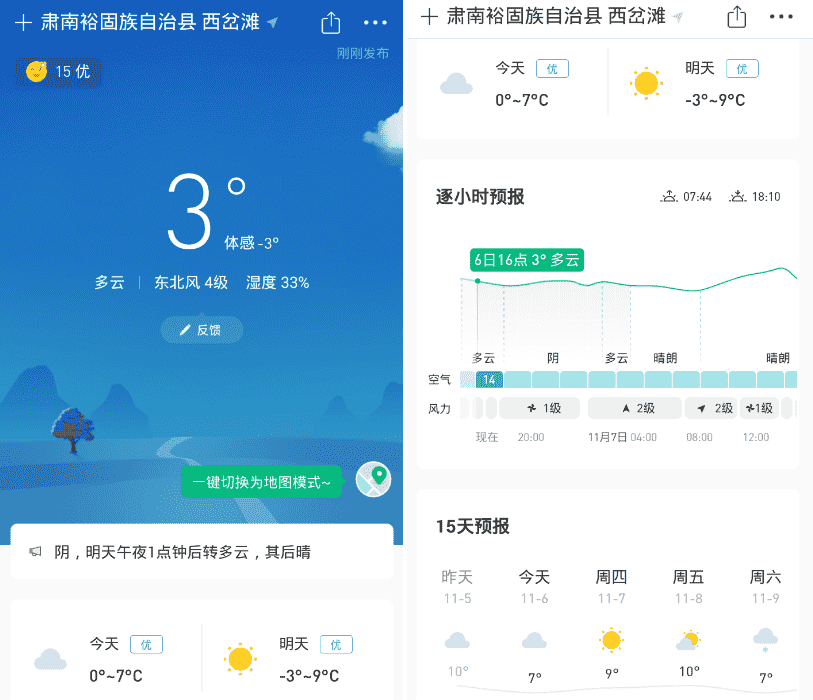 肃南裕固族自治县 西岔滩
刚刚发布
15 优
3°
体感 -3°
多云 东北风 4级 湿度 33%
反馈
一键切换为地图模式~
阴，明天午夜1点钟后转多云，其后晴
今天 优
0°~7°C
明天 优
-3°~9°C
肃南裕固族自治县 西岔滩
今天 优
0°~7°C
明天 优
-3°~9°C
逐小时预报
07:44 18:10
6日16点 3° 多云
多云 阴 多云 晴朗 晴朗
空气 14
风力 1级 2级 2级 1级
现在 20:00 11月7日 04:00 08:00 12:00
15天预报
昨天 今天 周四 周五 周六
11-5 11-6 11-7 11-8 11-9
10° 7° 9° 10° 7°